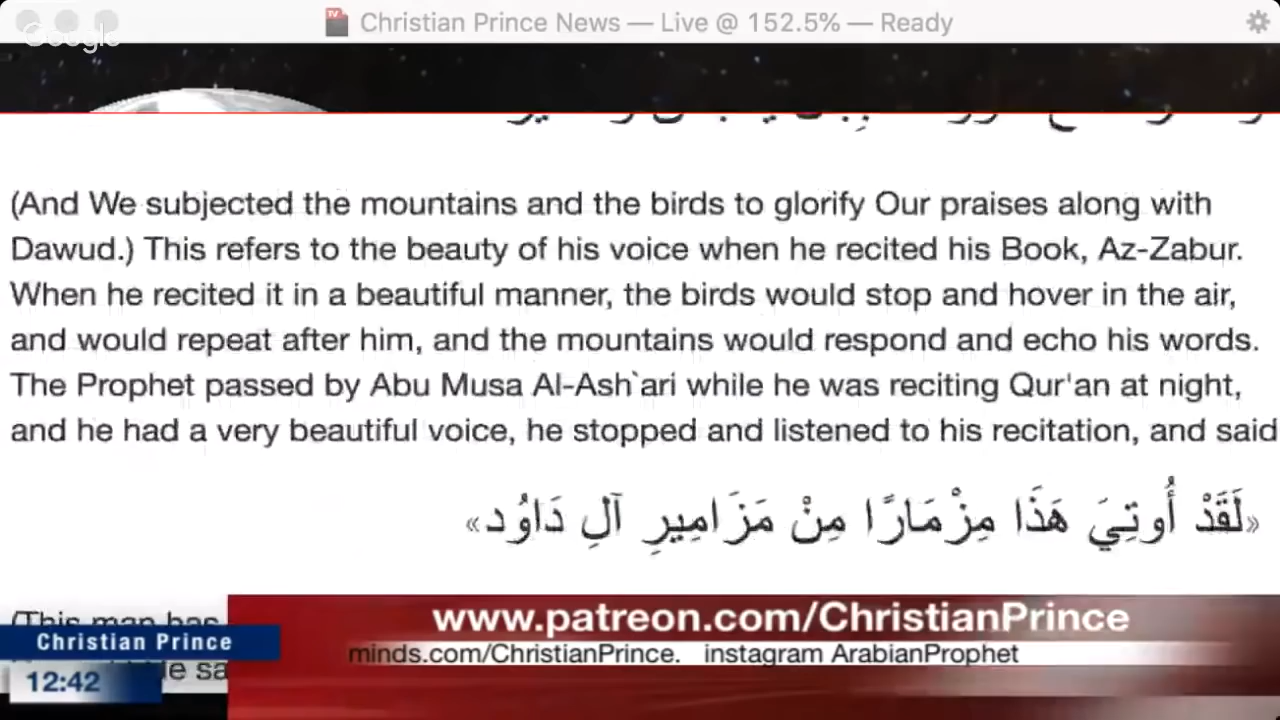 Christian Prince News — Live @ 152.5% — Ready
Google
(And We subjected the mountains and the birds to glorify Our praises along with
Dawud.) This refers to the beauty of his voice when he recited his Book, Az-Zabur.
When he recited it in a beautiful manner, the birds would stop and hover in the air,
and would repeat after him, and the mountains would respond and echo his words.
The Prophet passed by Abu Musa Al-Ash`ari while he was reciting Qur'an at night,
and he had a very beautiful voice, he stopped and listened to his recitation, and said
«لَقَدْ أُوتِيَ هَذَا مِزْمَارًا مِنْ مَزَامِيرِ آلِ دَاوُد»
(This man has
www.patreon.com/ChristianPrince
Christian Prince
minds.com/ChristianPrince. instagram ArabianProphet
12:42